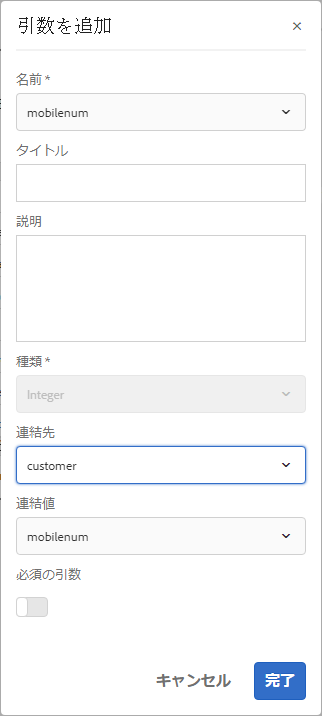 引数を追加
名前 *
mobilenum
タイトル
説明
種類 *
Integer
連結先
customer
連結値
mobilenum
必須の引数
キャンセル 完了